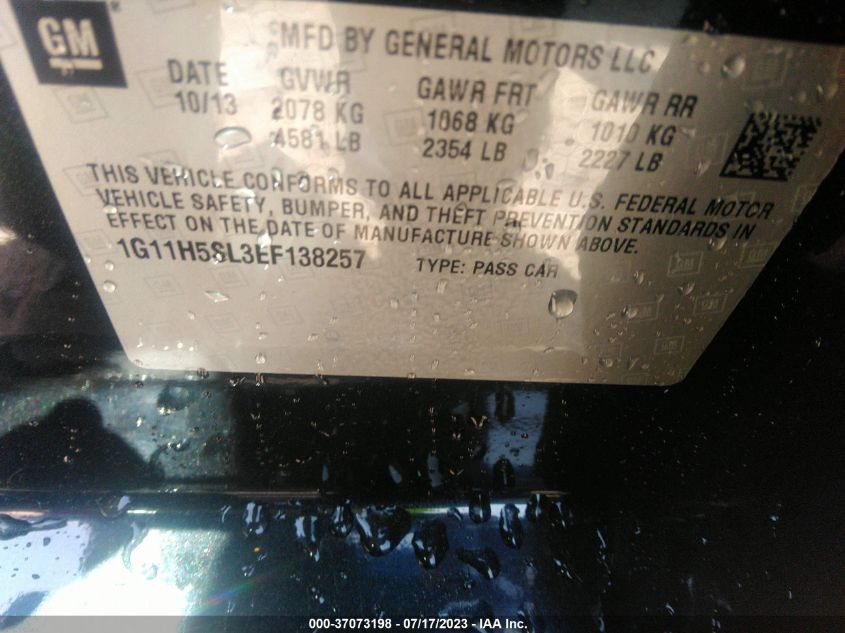 GM
MFD BY GENERAL MOTORS LLC
DATE GVWR GAWR FRT GAWR RR
10/13 2078 KG 1068 KG 1010 KG
4581 LB 2354 LB 2227 LB
THIS VEHICLE CONFORMS TO ALL APPLICABLE U.S. FEDERAL MOTOR
VEHICLE SAFETY, BUMPER, AND THEFT PREVENTION STANDARDS IN
EFFECT ON THE DATE OF MANUFACTURE SHOWN ABOVE.
1G11H5SL3EF138257 TYPE: PASS CAR
000-37073198 - 07/17/2023 - IAA Inc.